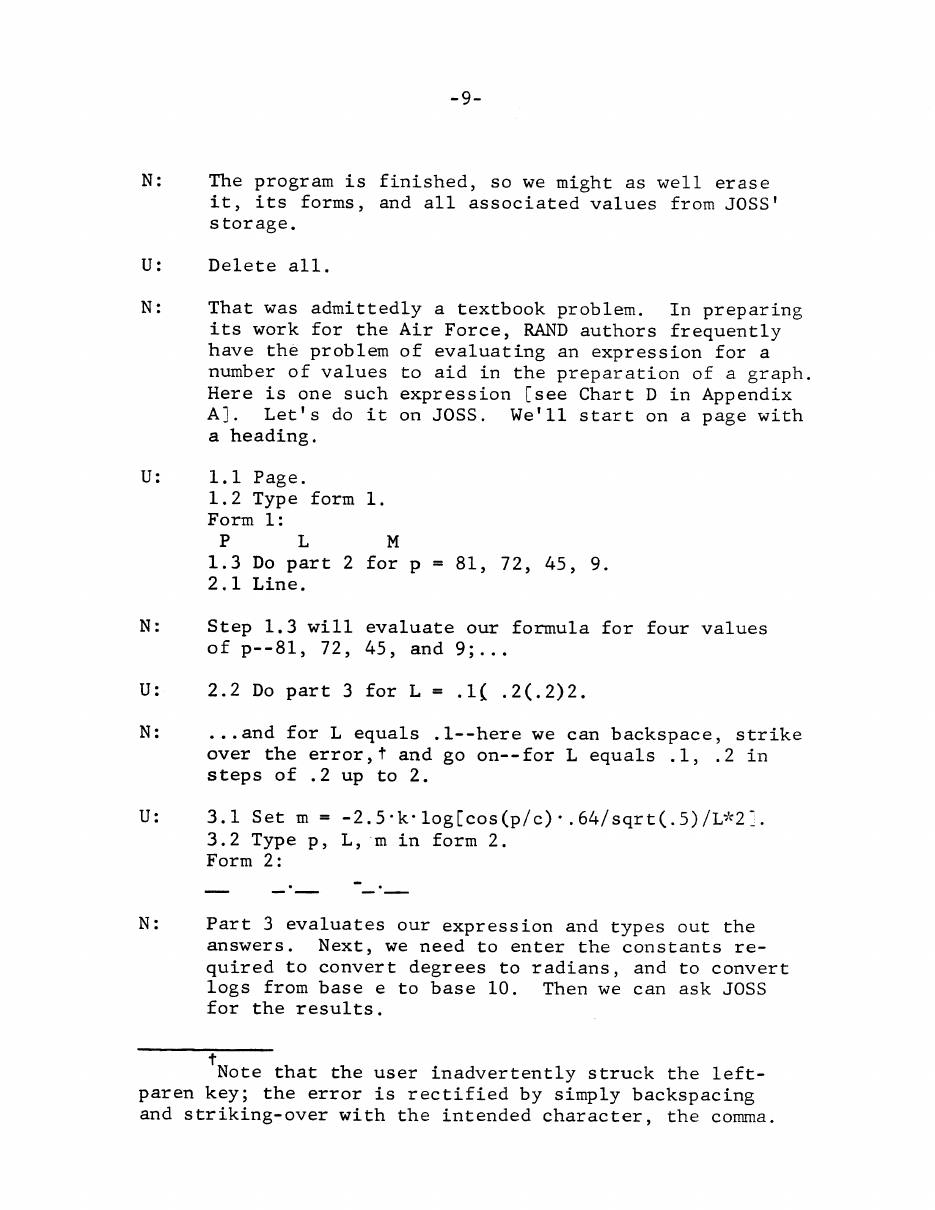 -9-
N: The program is finished, so we might as well erase
it, its forms, and all associated values from JOSS'
storage.
U: Delete all.
N: That was admittedly a textbook problem. In preparing
its work for the Air Force, RAND authors frequently
have the problem of evaluating an expression for a
number of values to aid in the preparation of a graph.
Here is one such expression [see Chart D in Appendix
A]. Let's do it on JOSS. We'll start on a page with
a heading.
U: 1.1 Page.
1.2 Type form 1.
Form 1:
P L M
1.3 Do part 2 for p = 81, 72, 45, 9.
2.1 Line.
N: Step 1.3 will evaluate our formula for four values
of p--81, 72, 45, and 9;...
U: 2.2 Do part 3 for L = .1( .2(.2)2.
N: ...and for L equals .1--here we can backspace, strike
over the error,† and go on--for L equals .1, .2 in
steps of .2 up to 2.
U: 3.1 Set m = -2.5·k·log[cos(p/c)·.64/sqrt(.5)/L*2].
3.2 Type p, L, m in form 2.
Form 2:
__ _.__ -_.__
N: Part 3 evaluates our expression and types out the
answers. Next, we need to enter the constants re-
quired to convert degrees to radians, and to convert
logs from base e to base 10. Then we can ask JOSS
for the results.
†Note that the user inadvertently struck the left-
paren key; the error is rectified by simply backspacing
and striking-over with the intended character, the comma.